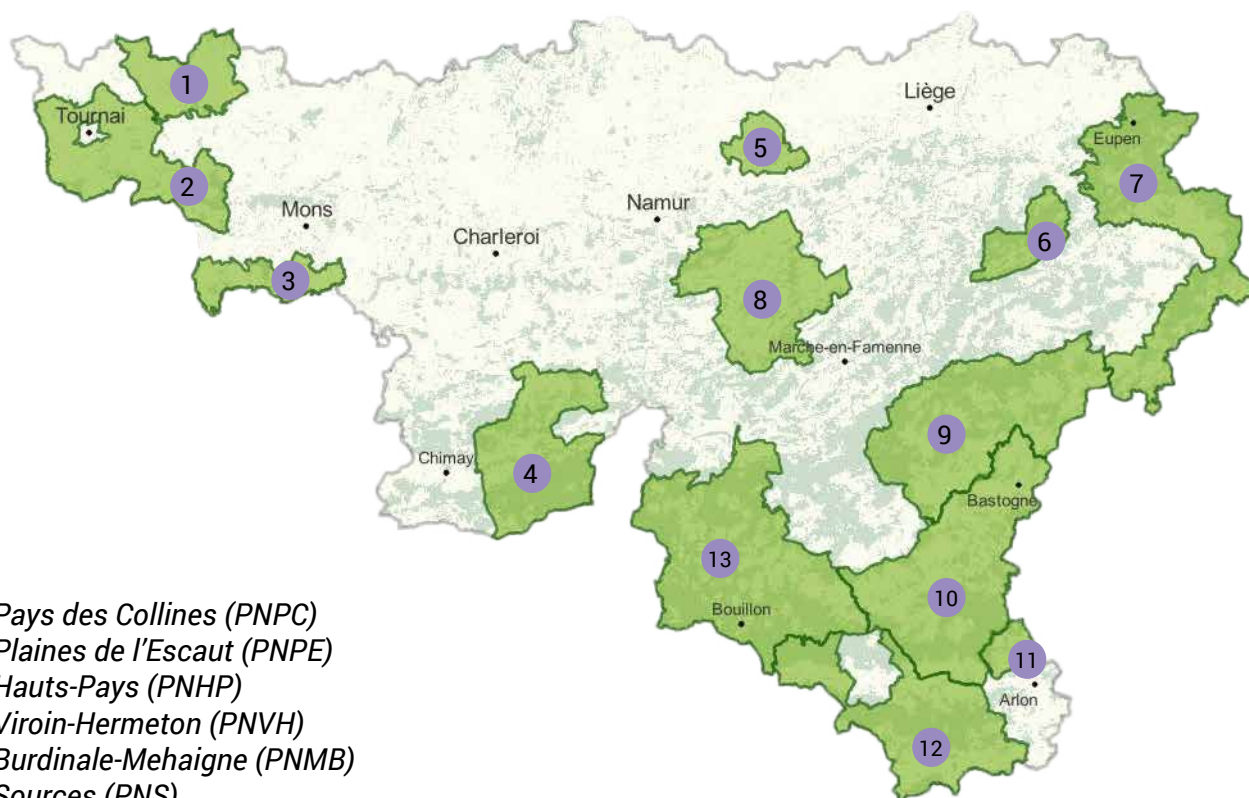 1
Tournai
2
Mons
3
Charleroi
Namur
5
Liège
Eupen
7
6
8
Marche-en-Famenne
9
Chimay
4
Bastogne
13
10
Bouillon
11
Arlon
12
Pays des Collines (PNPC)
Plaines de l'Escaut (PNPE)
Hauts-Pays (PNHP)
Viroin-Hermeton (PNVH)
Burdinale-Mehaigne (PNMB)
Sources (PNS)